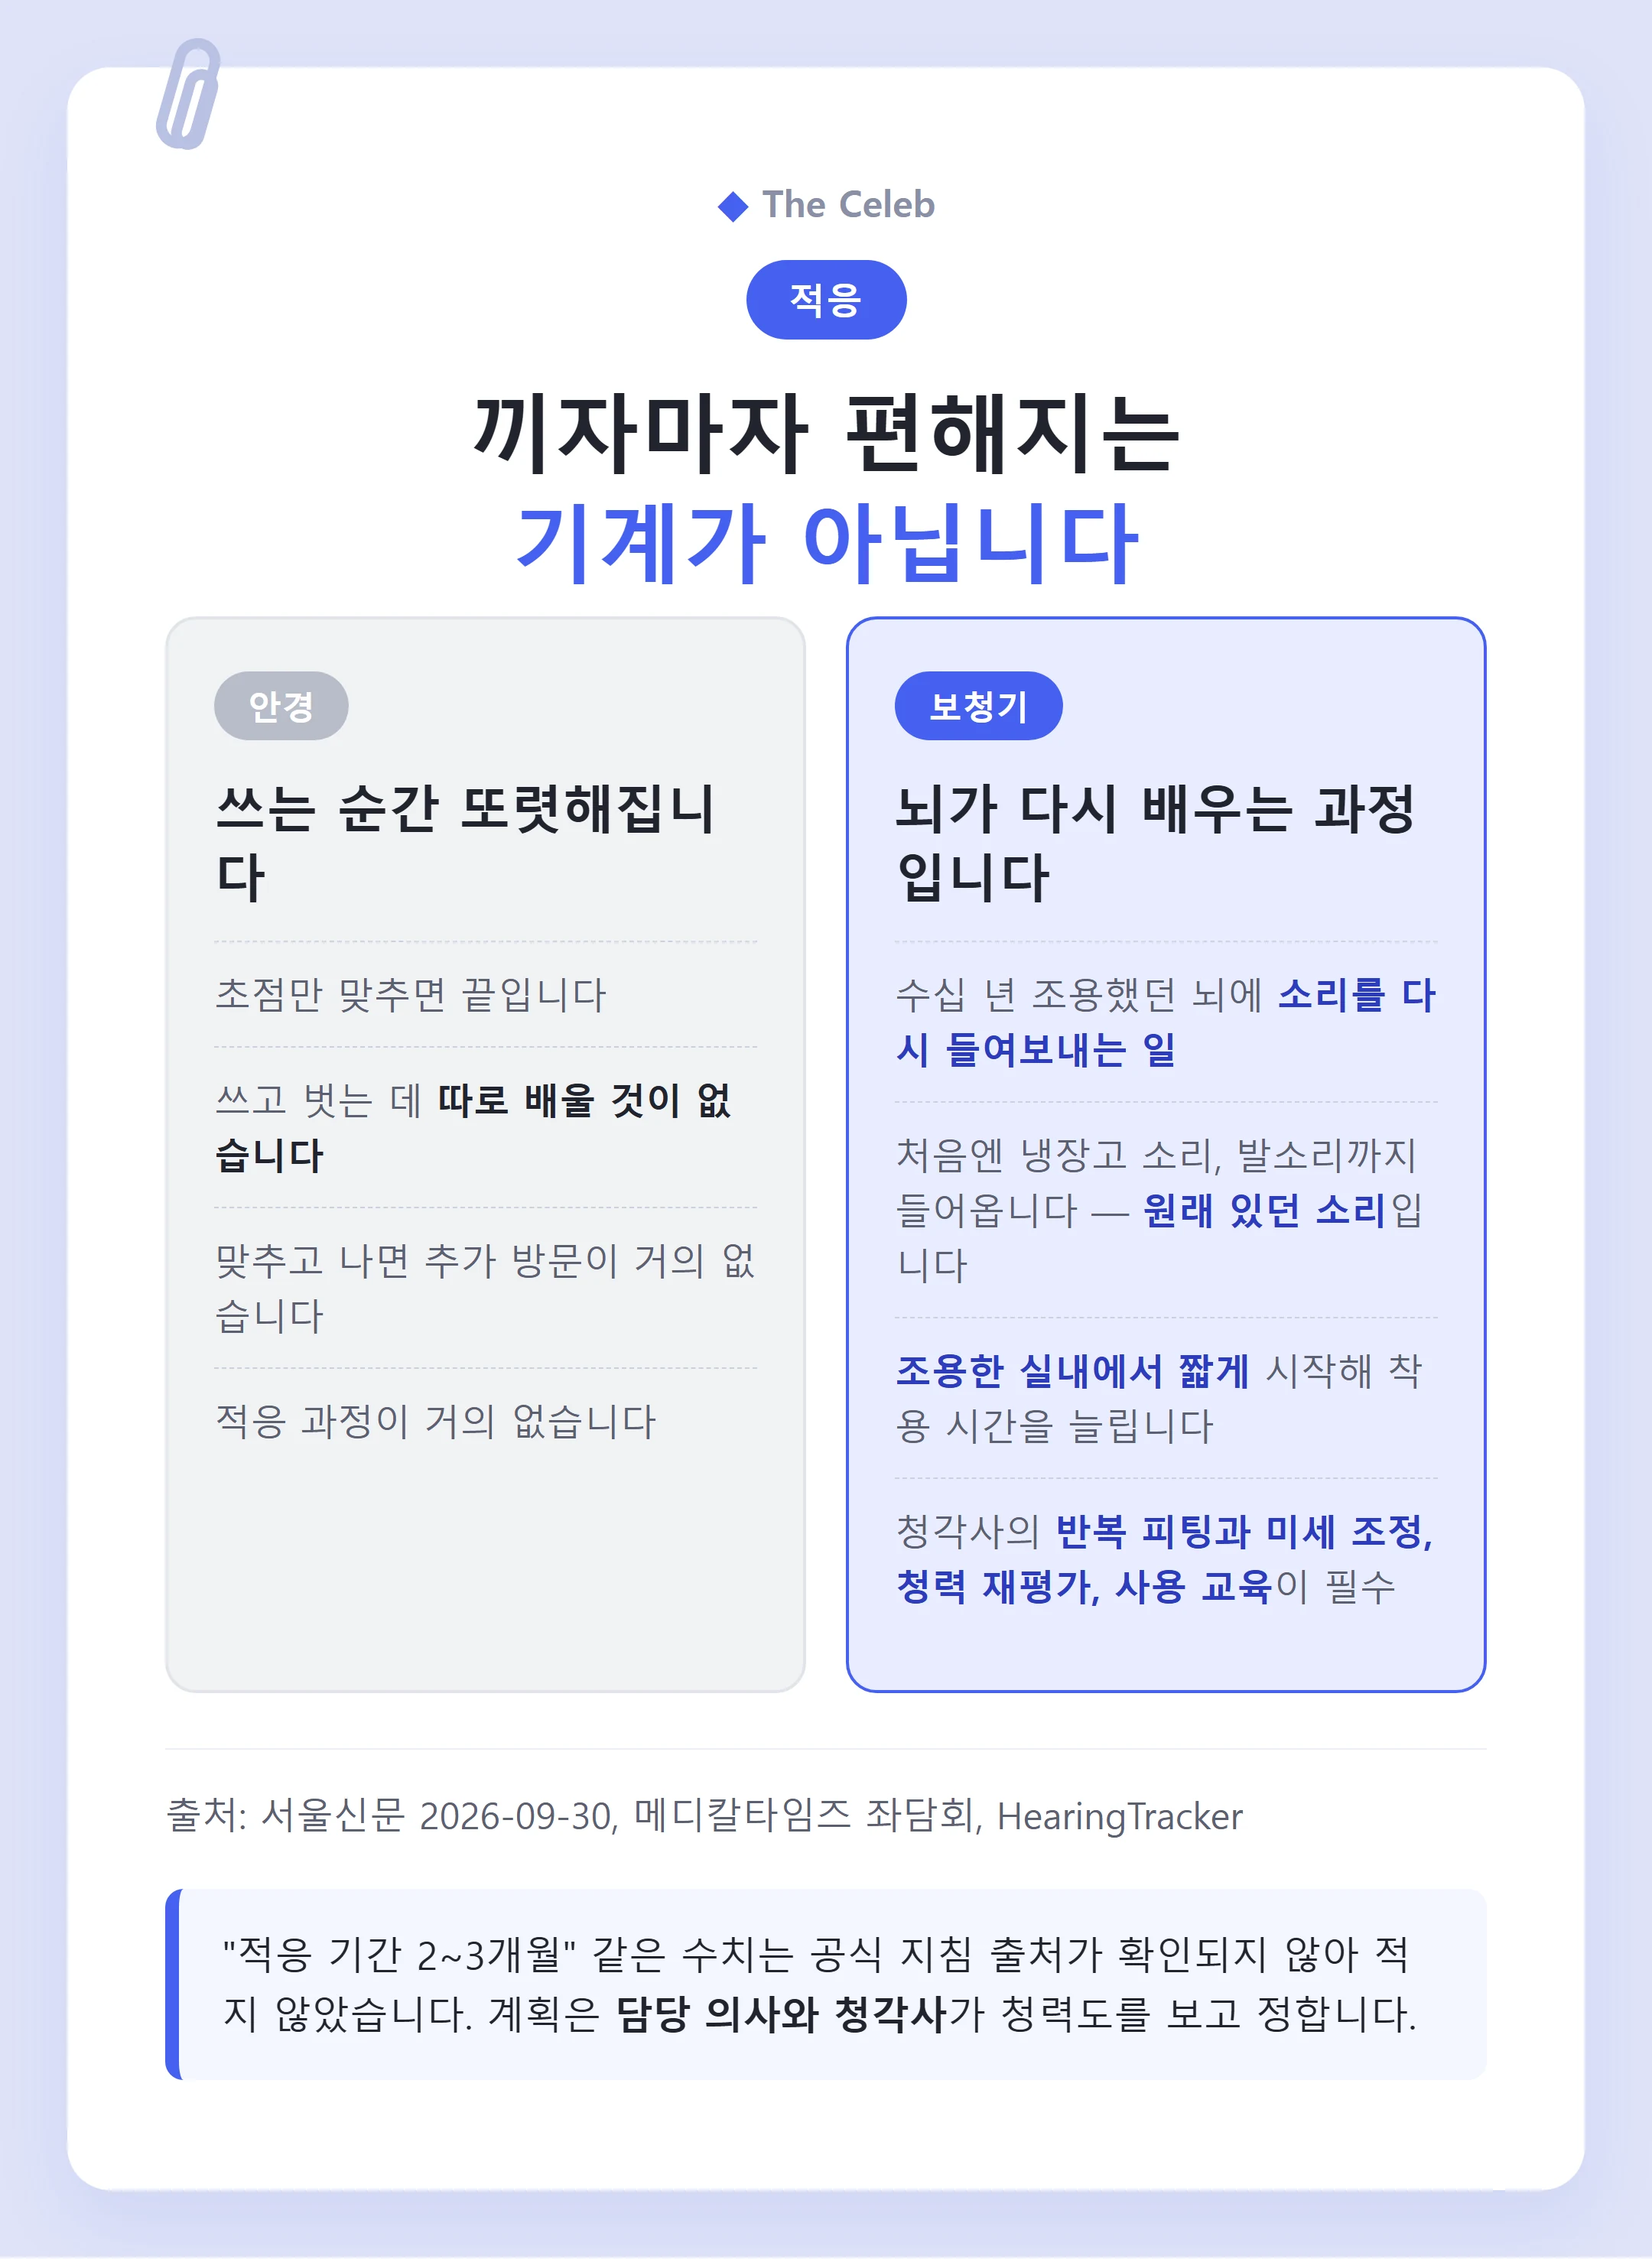 ◆ The Celeb
적응
끼자마자 편해지는
기계가 아닙니다
안경
쓰는 순간 또렷해집니
다
초점만 맞추면 끝입니다
쓰고 벗는 데 따로 배울 것이 없
습니다
맞추고 나면 추가 방문이 거의 없
습니다
적응 과정이 거의 없습니다
보청기
뇌가 다시 배우는 과정
입니다
수십 년 조용했던 뇌에 소리를 다
시 들여보내는 일
처음엔 냉장고 소리, 발소리까지
들어옵니다 — 원래 있던 소리입
니다
조용한 실내에서 짧게 시작해 착
용 시간을 늘립니다
청각사의 반복 피팅과 미세 조정,
청력 재평가, 사용 교육이 필수
출처: 서울신문 2026-09-30, 메디칼타임즈 좌담회, HearingTracker
"적응 기간 2~3개월" 같은 수치는 공식 지침 출처가 확인되지 않아 적
지 않았습니다. 계획은 담당 의사와 청각사가 청력도를 보고 정합니다.